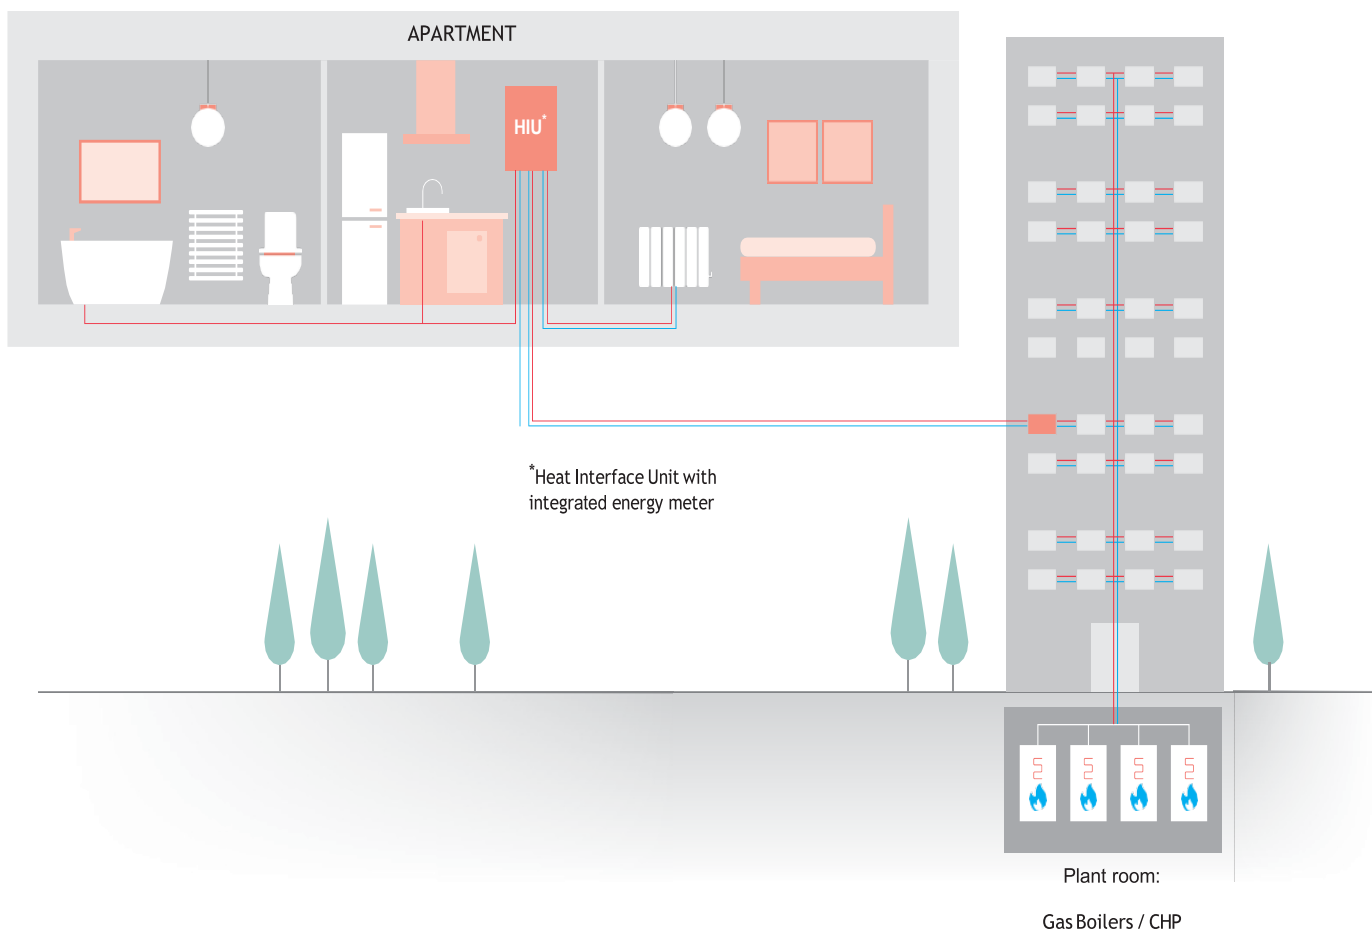 APARTMENT
HIU*
*Heat Interface Unit with
integrated energy meter
Plant room:
Gas Boilers / CHP